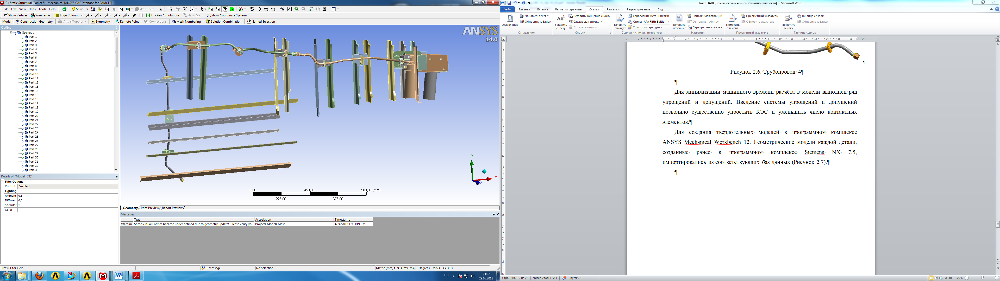 C : Static Structural (Samcef) - Mechanical [ANSYS CAE Interface for SAMCEF]
File Edit View Units Tools Help
Solve
Worksheet
Show Vertices Wireframe Edge Coloring Thicken Annotations Show Mesh Show Coordinate Systems
Model Construction Geometry Virtual Topology Symmetry Remote Point Connections Mesh Numbering Solution Combination Named Selection
Outline
Geometry
Part 1
Part 2
Part 3
Part 4
Part 5
Part 6
Part 7
Part 8
Part 9
Part 10
Part 11
Part 12
Part 13
Part 14
Part 15
Part 16
Part 17
Part 18
Part 19
Part 20
Part 21
Part 22
Part 23
Part 24
Part 25
Part 26
Part 27
Part 28
Part 29
Part 30
Part 31
Part 32
Part 33
Details of "Model (C4)"
Filter Options
Control Enabled
Lighting
Ambient 0,1
Diffuse 0,6
Specular 1
Color
ANSYS
14.0
Y
X
Z
0,00 450,00 900,00 (mm)
225,00 675,00
Geometry Print Preview Report Preview
Messages
Text Association Timestamp
Warning Some Virtual Entities became under defined due to geometry update! Please verify you Project>Model>Mesh 4/24/2013 12:33:19 PM
Press F1 for Help 1 Message No Selection Metric (mm, t, N, s, mV, mA) Degrees rad/s Celsius
RU
23:07
22.05.2013
Отчет НАШ [Режим ограниченной функциональности] - Microsoft Word
Файл Главная Вставка Разметка страницы Ссылки Рассылки Рецензирование Вид
Оглавление
Добавить текст
Обновить таблицу
Оглавление
AB1
Вставить сноску
Вставить концевую сноску
Следующая сноска
Показать сноски
Сноски
Вставить ссылку
Управление источниками
Стиль: APA Fifth Edition
Список литературы
Ссылки и списки литературы
Вставить название
Список иллюстраций
Обновить таблицу
Перекрестная ссылка
Названия
Пометить элемент
Предметный указатель
Обновить указатель
Предметный указатель
Пометить ссылку
Таблица ссылок
Обновить таблицу
Таблица ссылок
Рисунок 2.6. Трубопровод 4¶
¶
Для минимизации машинного времени расчёта в модели выполнен ряд
упрощений и допущений. Введение системы упрощений и допущений
позволило существенно упростить КЭС и уменьшить число контактных
элементов.¶
Для создания твердотельных моделей в программном комплексе
ANSYS Mechanical Workbench 12. Геометрические модели каждой детали,
созданные ранее в программном комплексе Siemens NX 7.5,
импортировались из соответствующих баз данных (Рисунок 2.7).¶
¶
Страница: 19 из 22 Число слов: 1 544 русский
120%